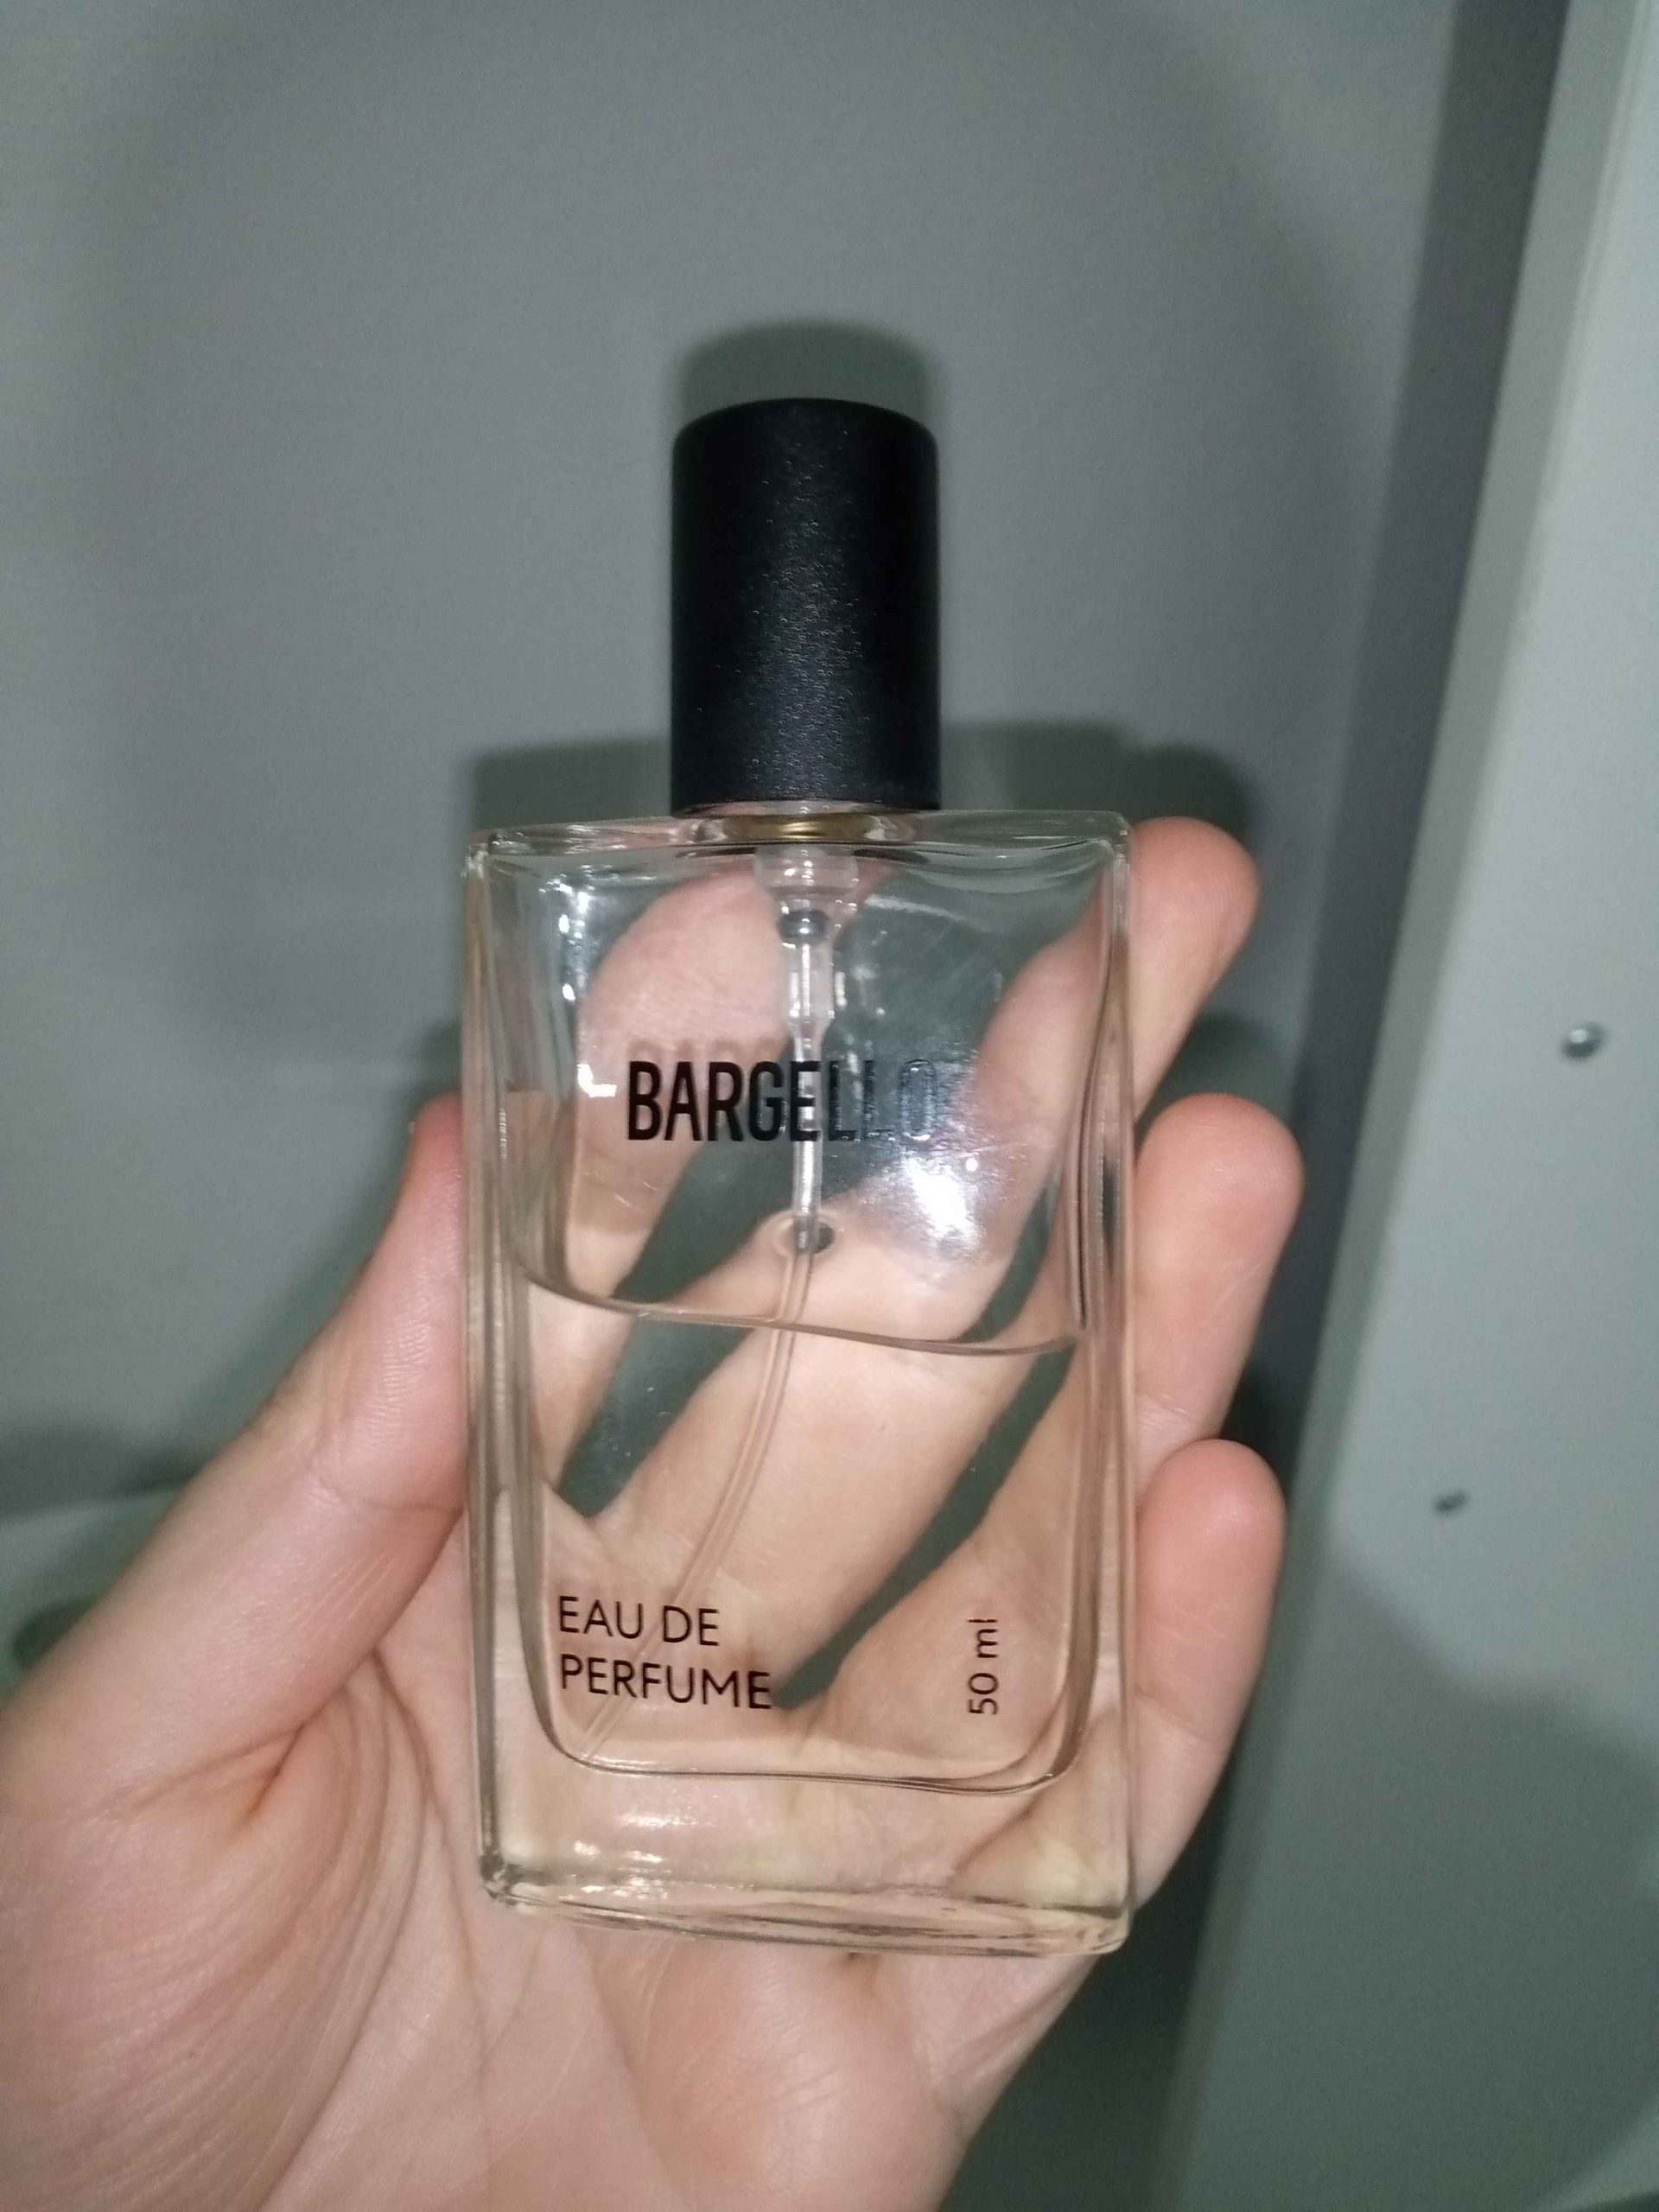 BARGELLO
EAU DE
PERFUME
50 ml